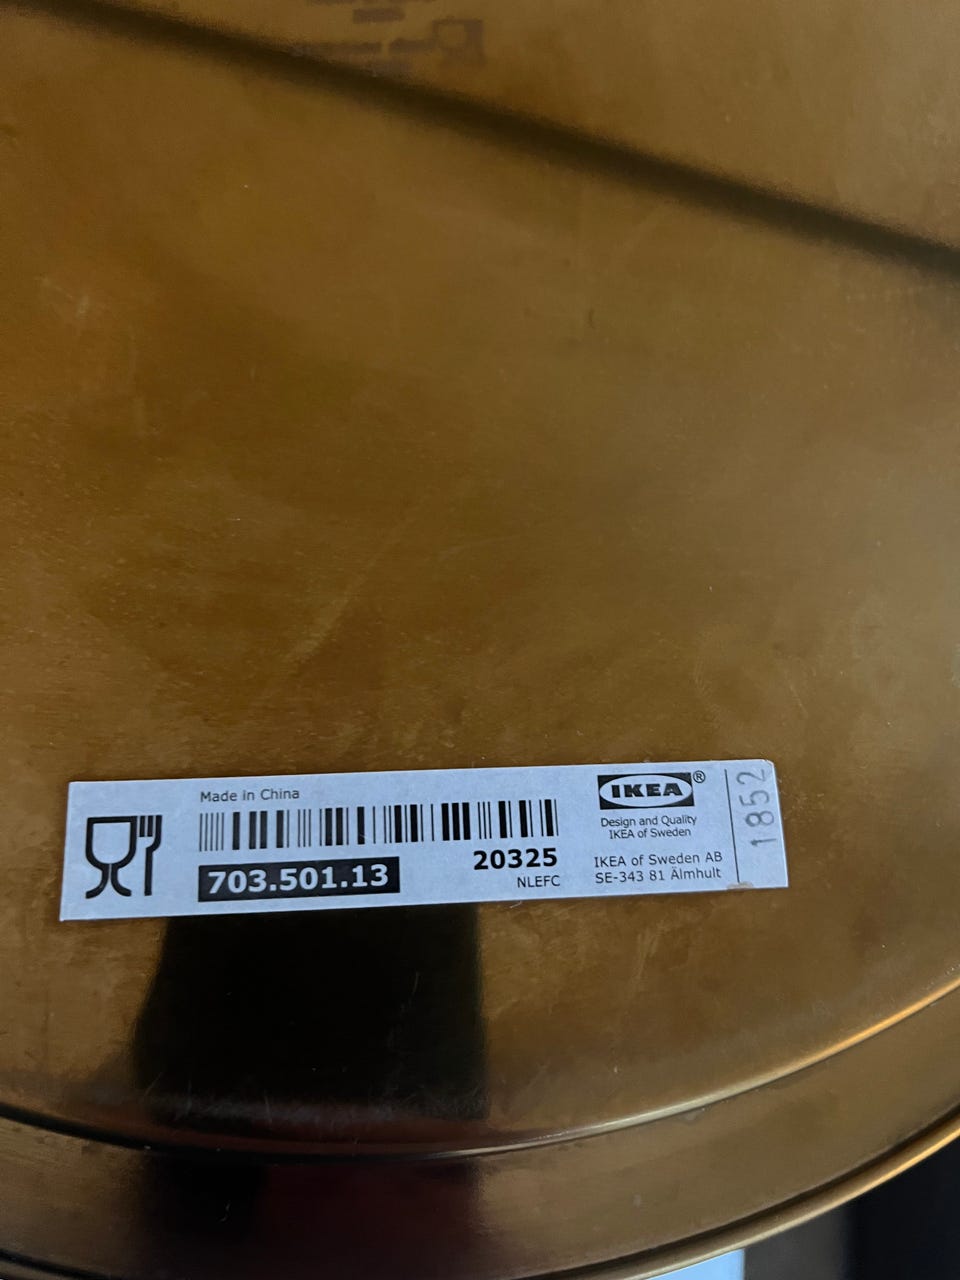 Made in China
703.501.13
20325
NLEFC
IKEA®
Design and Quality
IKEA of Sweden
IKEA of Sweden AB
SE-343 81 Älmhult
1852